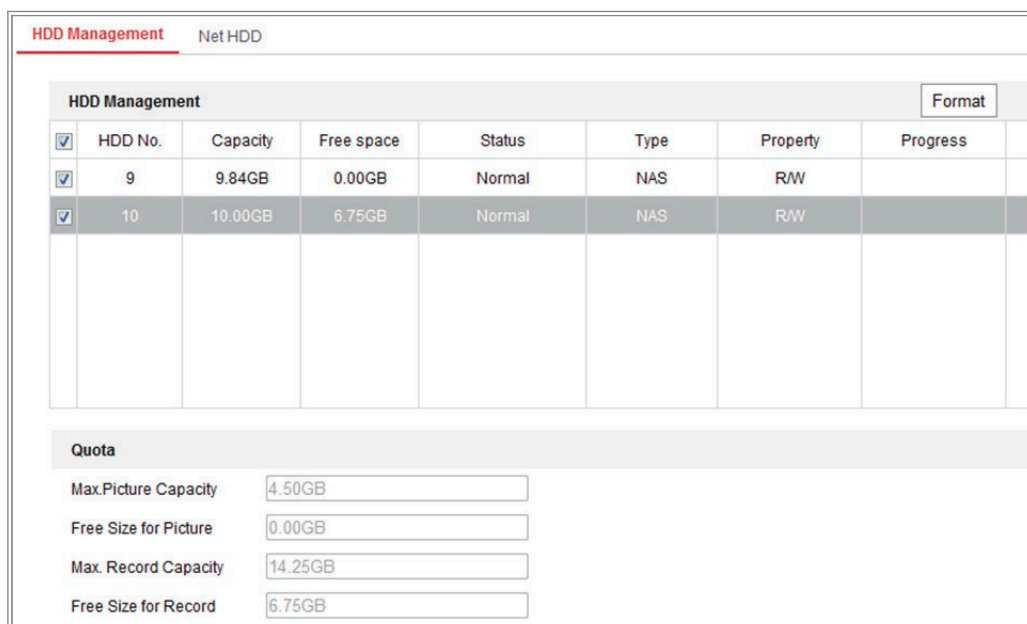 HDD Management Net HDD
HDD Management Format
HDD No. Capacity Free space Status Type Property Progress
9 9.84GB 0.00GB Normal NAS R/W
10 10.00GB 6.75GB Normal NAS R/W
Quota
Max.Picture Capacity 4.50GB
Free Size for Picture 0.00GB
Max. Record Capacity 14.25GB
Free Size for Record 6.75GB